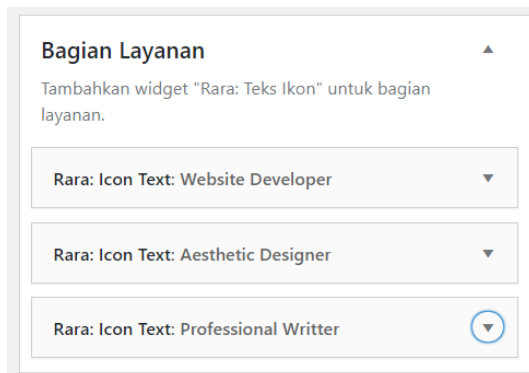 Bagian Layanan
Tambahkan widget "Rara: Teks Ikon" untuk bagian
layanan.
Rara: Icon Text: Website Developer
Rara: Icon Text: Aesthetic Designer
Rara: Icon Text: Professional Writter